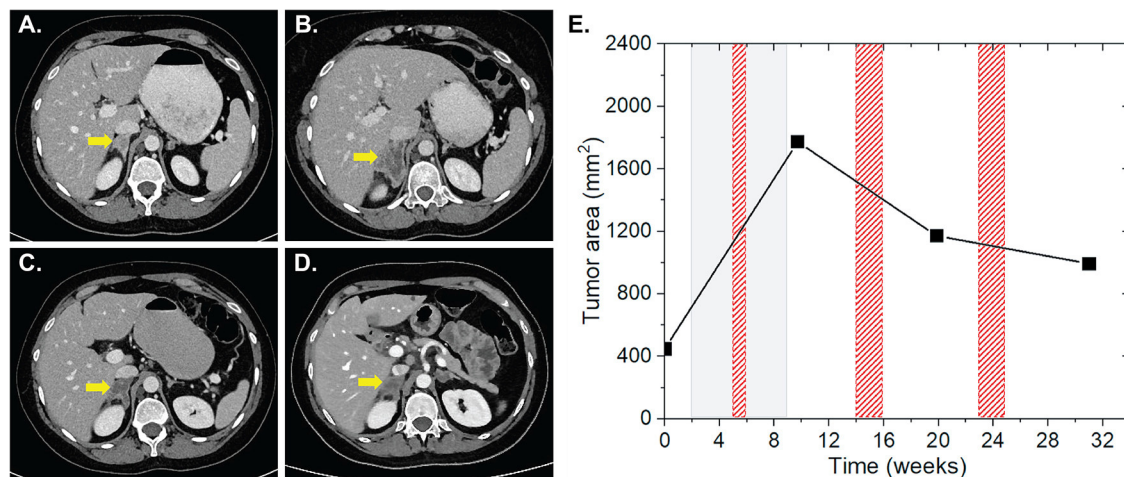 A.
B.
C.
D.
E.
2400
2000
1600
1200
800
400
0
Tumor area (mm²)
0 4 8 12 16 20 24 28 32
Time (weeks)